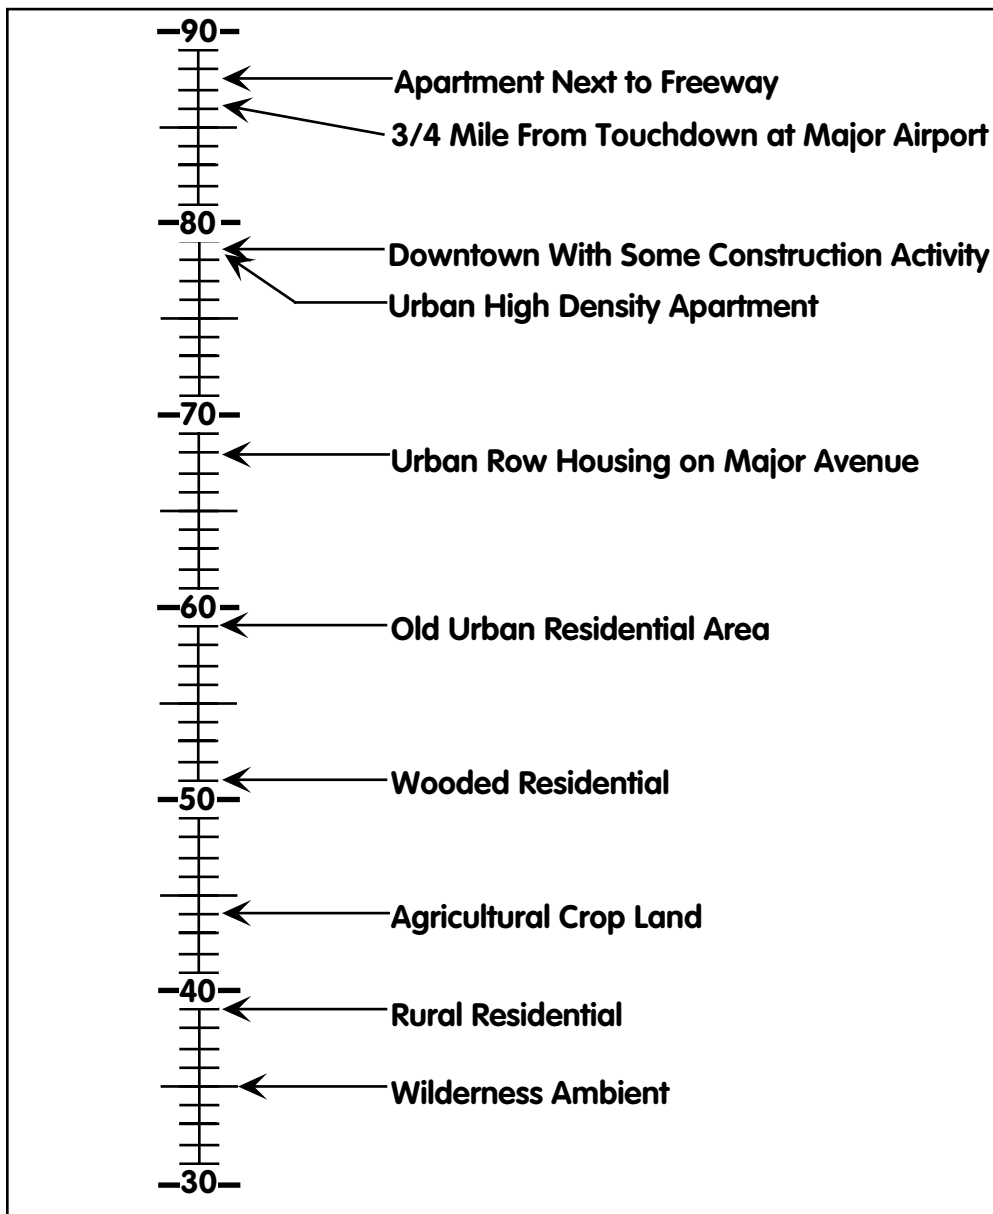 90
Apartment Next to Freeway
3/4 Mile From Touchdown at Major Airport
80
Downtown With Some Construction Activity
Urban High Density Apartment
70
Urban Row Housing on Major Avenue
60
Old Urban Residential Area
Wooded Residential
50
Agricultural Crop Land
40
Rural Residential
Wilderness Ambient
30